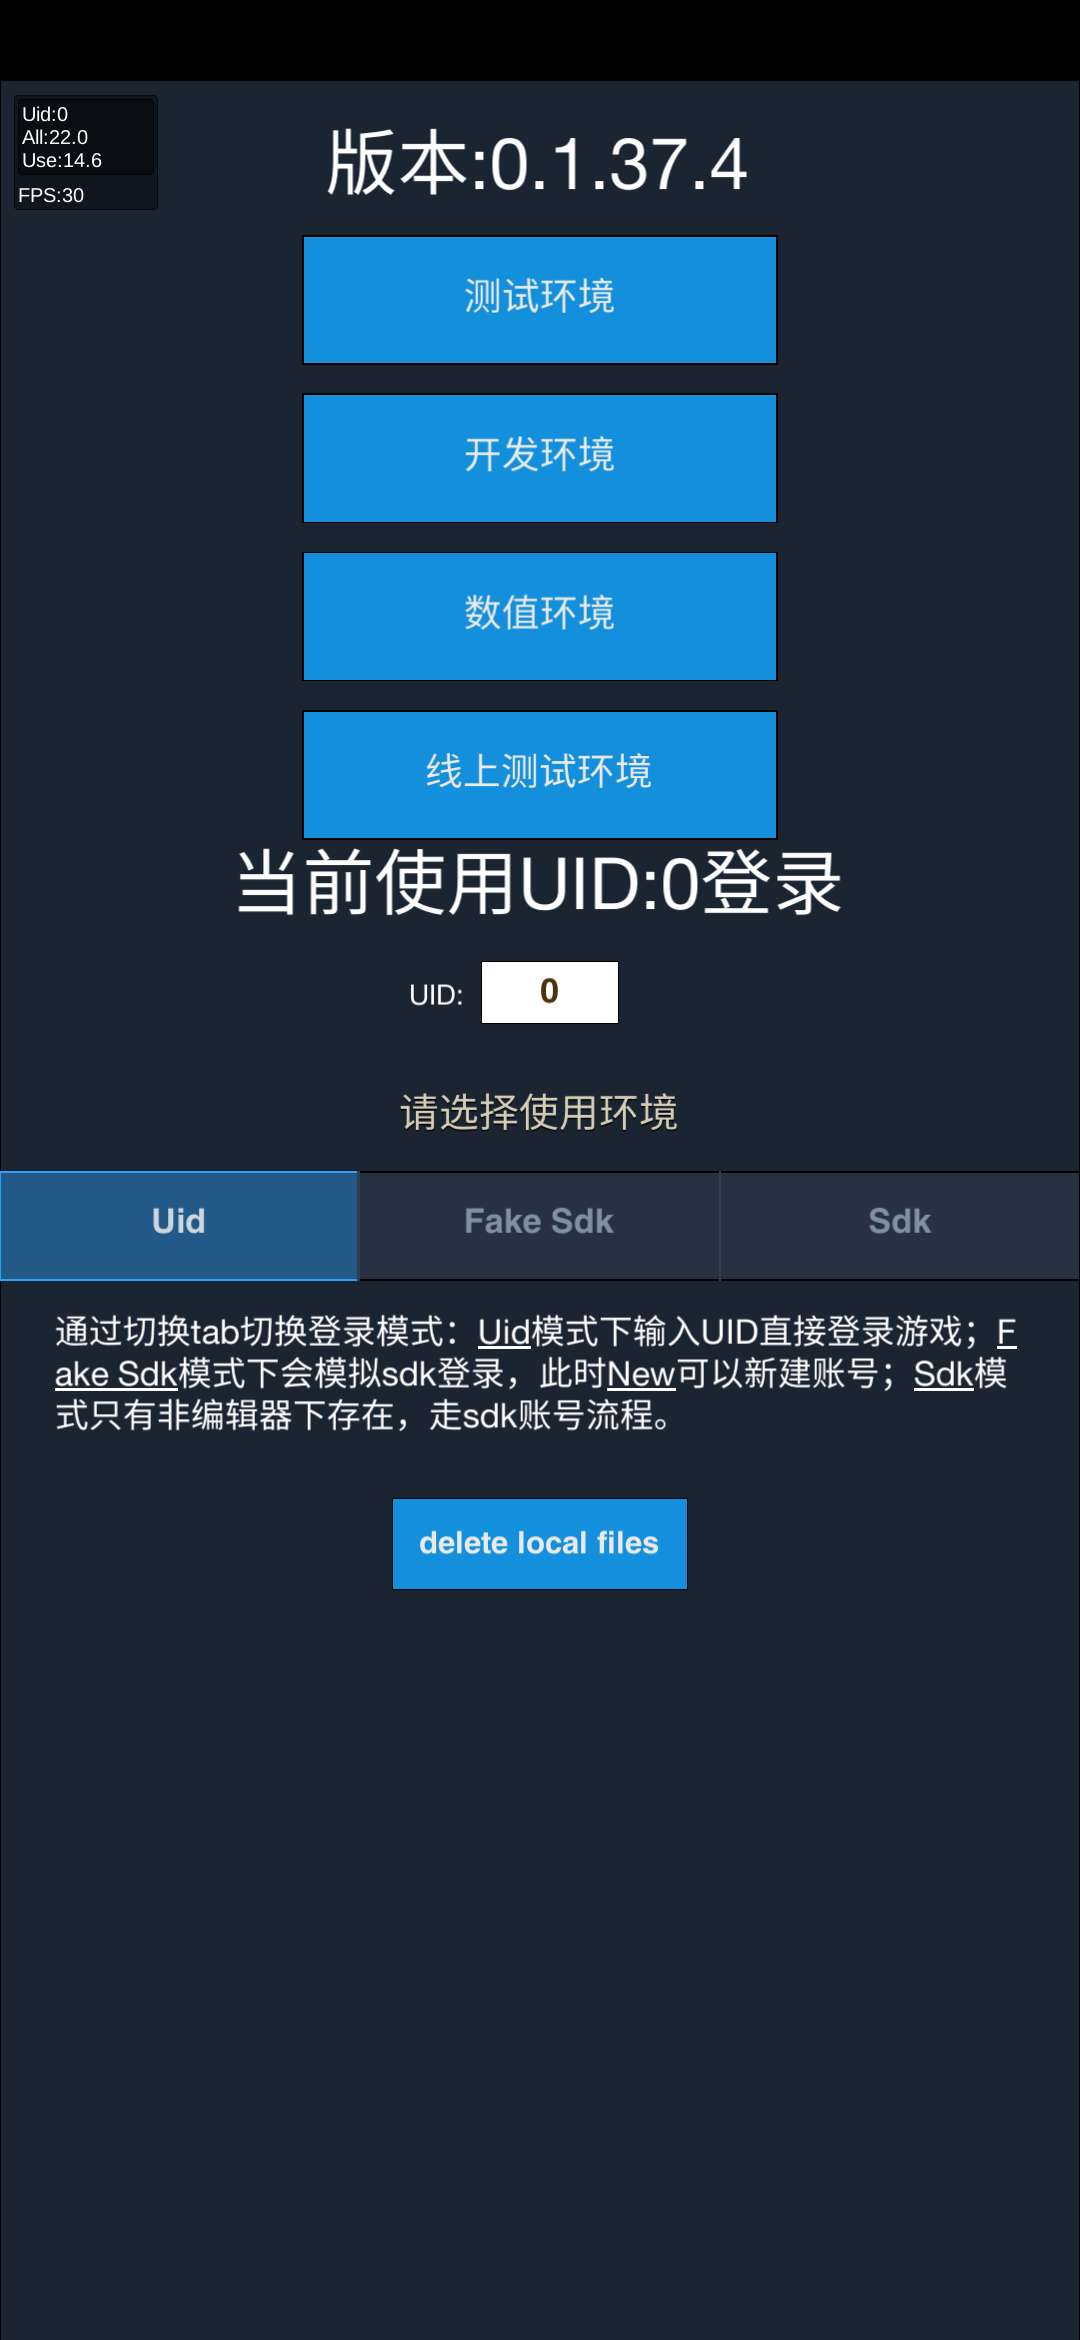 Uid:0
All:22.0
Use:14.6
FPS:30
版本:0.1.37.4
测试环境
开发环境
数值环境
线上测试环境
当前使用UID:0登录
UID:
0
请选择使用环境
Uid
Fake Sdk
Sdk
通过切换tab切换登录模式：Uid模式下输入UID直接登录游戏；F
ake Sdk模式下会模拟sdk登录，此时New可以新建账号；Sdk模
式只有非编辑器下存在，走sdk账号流程。
delete local files